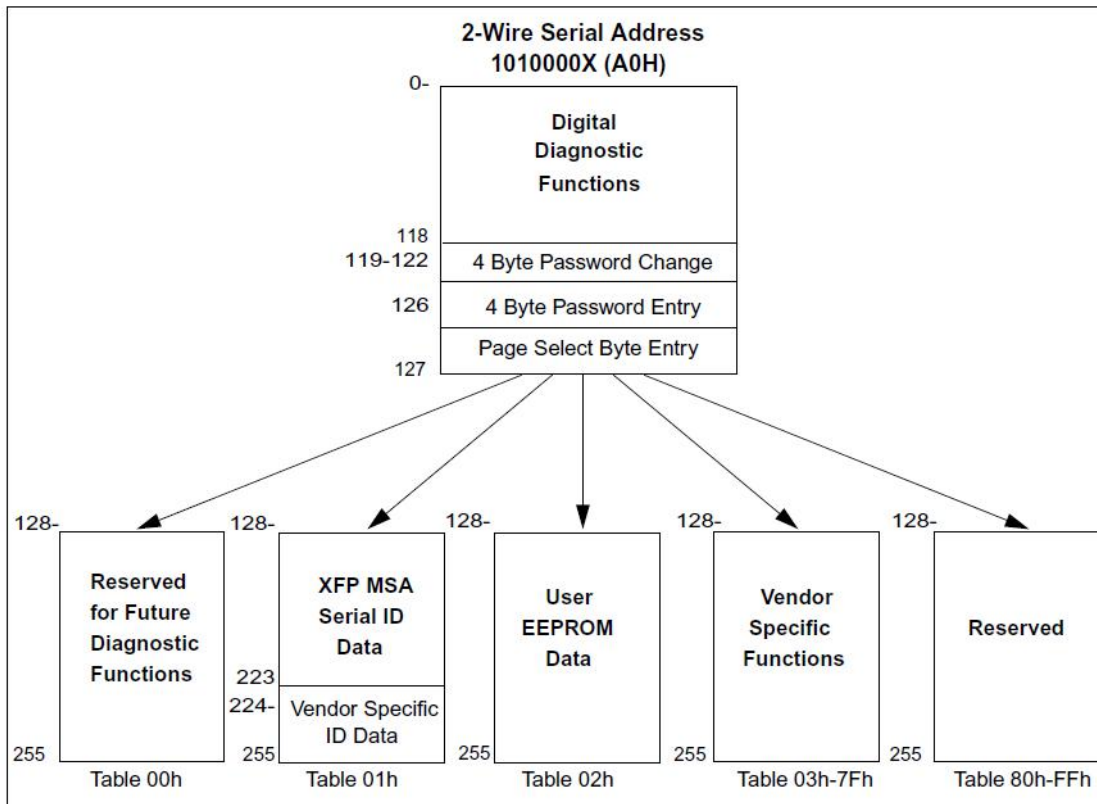 2-Wire Serial Address
1010000X (A0H)
0-
Digital
Diagnostic
Functions
118
119-122
4 Byte Password Change
126
4 Byte Password Entry
Page Select Byte Entry
127
128-
Reserved
for Future
Diagnostic
Functions
255
Table 00h
128-
XFP MSA
Serial ID
Data
223
224-
Vendor Specific
ID Data
255
Table 01h
128-
User
EEPROM
Data
255
Table 02h
128-
Vendor
Specific
Functions
255
Table 03h-7Fh
128-
Reserved
255
Table 80h-FFh